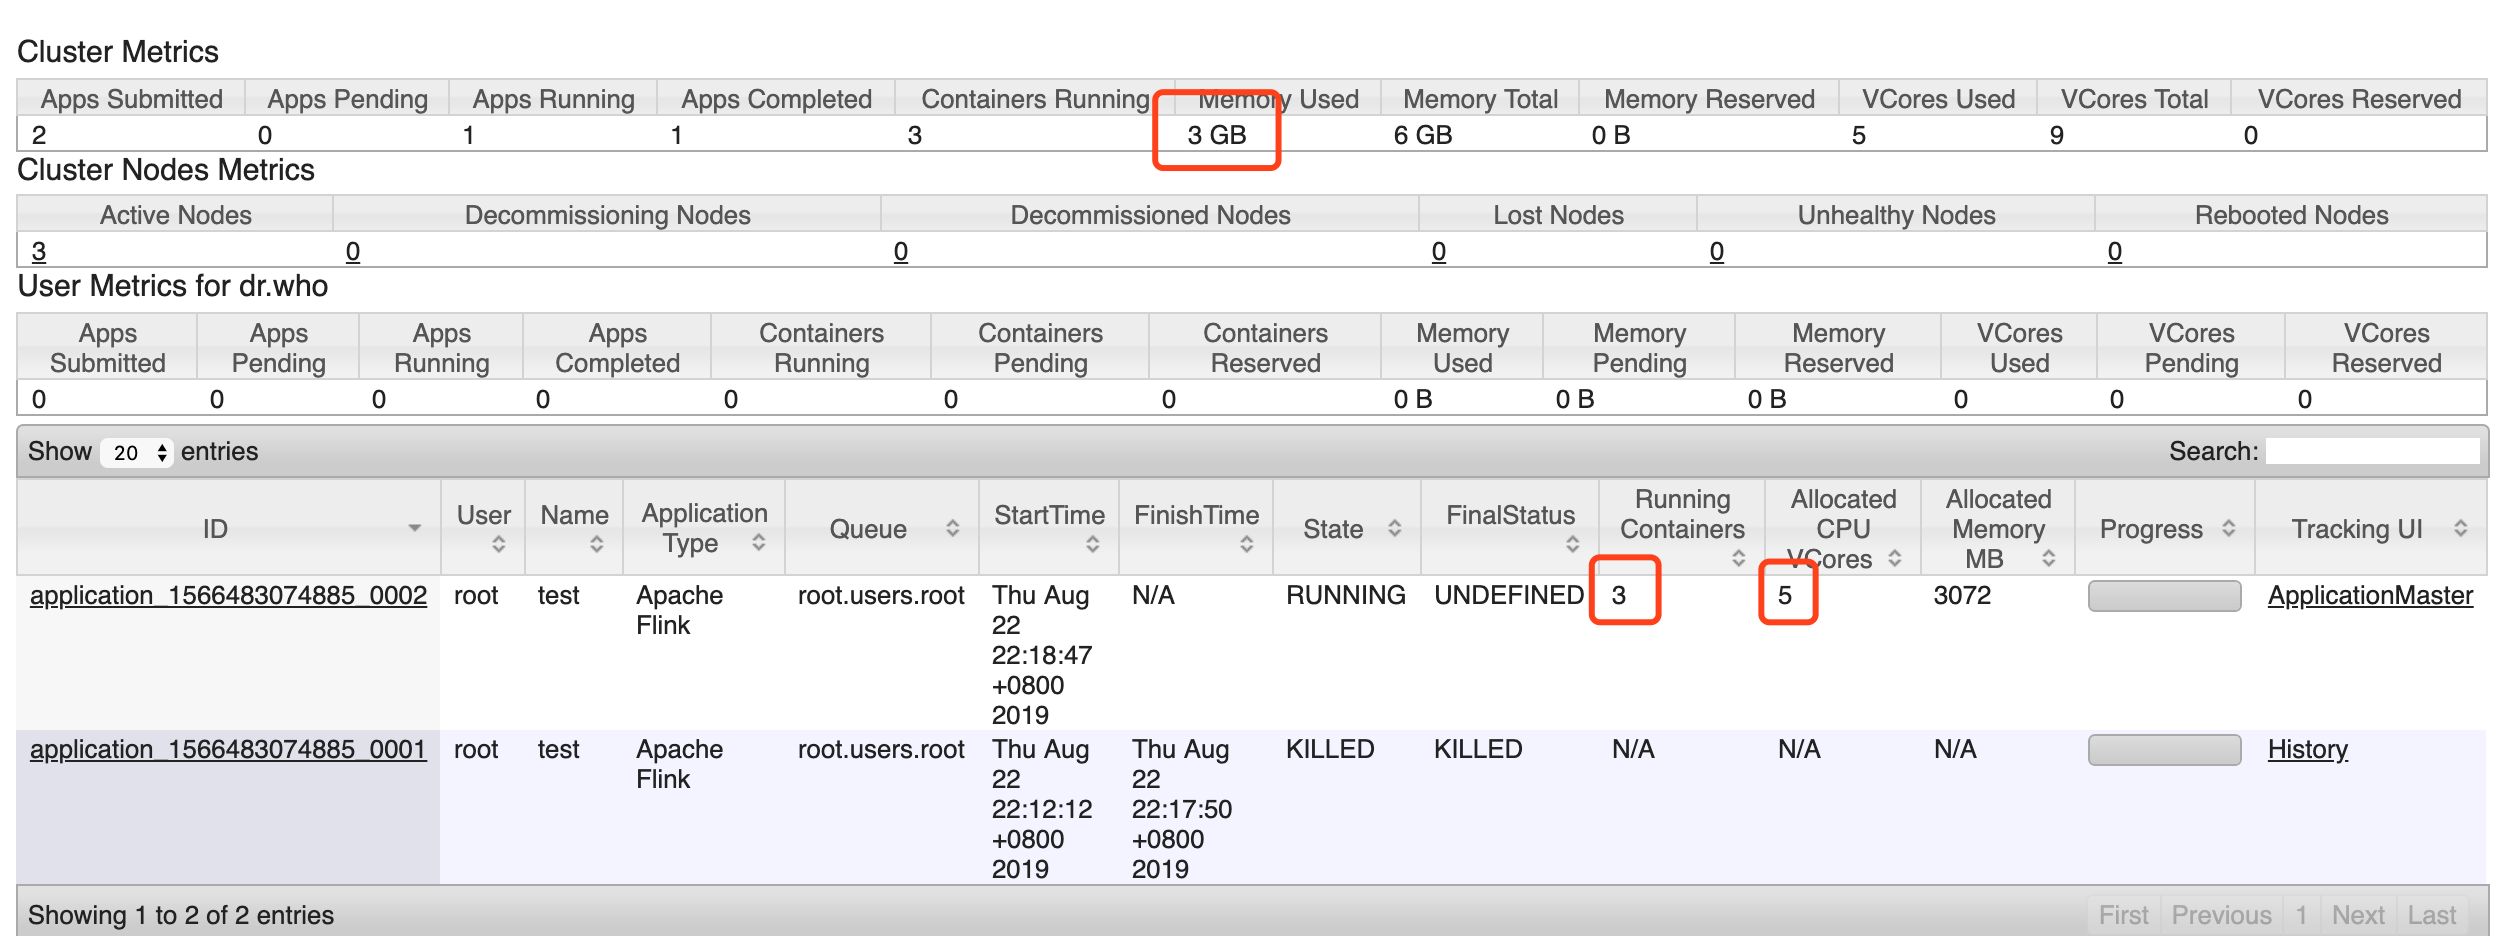 Cluster Metrics
Apps Submitted Apps Pending Apps Running Apps Completed Containers Running Memory Used Memory Total Memory Reserved VCores Used VCores Total VCores Reserved
2 0 1 1 3 3 GB 6 GB 0 B 5 9 0
Cluster Nodes Metrics
Active Nodes Decommissioning Nodes Decommissioned Nodes Lost Nodes Unhealthy Nodes Rebooted Nodes
3 0 0 0 0 0
User Metrics for dr.who
Apps Submitted Apps Pending Apps Running Apps Completed Containers Running Containers Pending Containers Reserved Memory Used Memory Pending Memory Reserved VCores Used VCores Pending VCores Reserved
0 0 0 0 0 0 0 0 B 0 B 0 B 0 0 0
Show 20 entries Search:
ID User Name Application Type Queue StartTime FinishTime State FinalStatus Running Containers Allocated CPU VCores Allocated Memory MB Progress Tracking UI
application_1566483074885_0002 root test Apache Flink root.users.root Thu Aug 22 22:18:47 +0800 2019 N/A RUNNING UNDEFINED 3 5 3072 ApplicationMaster
application_1566483074885_0001 root test Apache Flink root.users.root Thu Aug 22 22:12:12 +0800 2019 Thu Aug 22 22:17:50 +0800 2019 KILLED KILLED N/A N/A N/A History
Showing 1 to 2 of 2 entries First Previous 1 Next Last